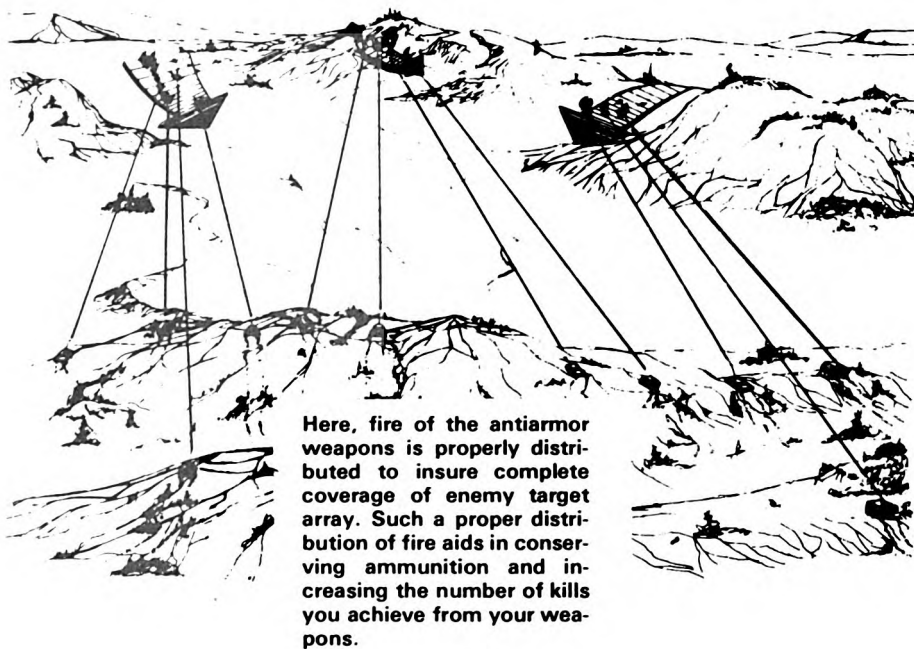 Here, fire of the antiarmor
weapons is properly distri-
buted to insure complete
coverage of enemy target
array. Such a proper distri-
bution of fire aids in conser-
ving ammunition and in-
creasing the number of kills
you achieve from your wea-
pons.